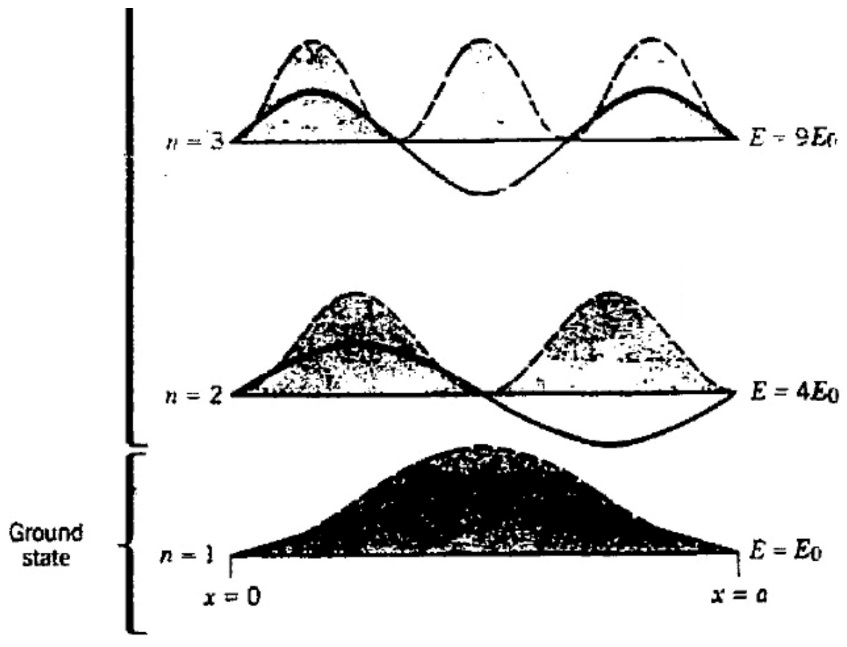 n = 3
E = 9E0
n = 2
E = 4E0
Ground
state
n = 1
E = E0
x = 0
x = a